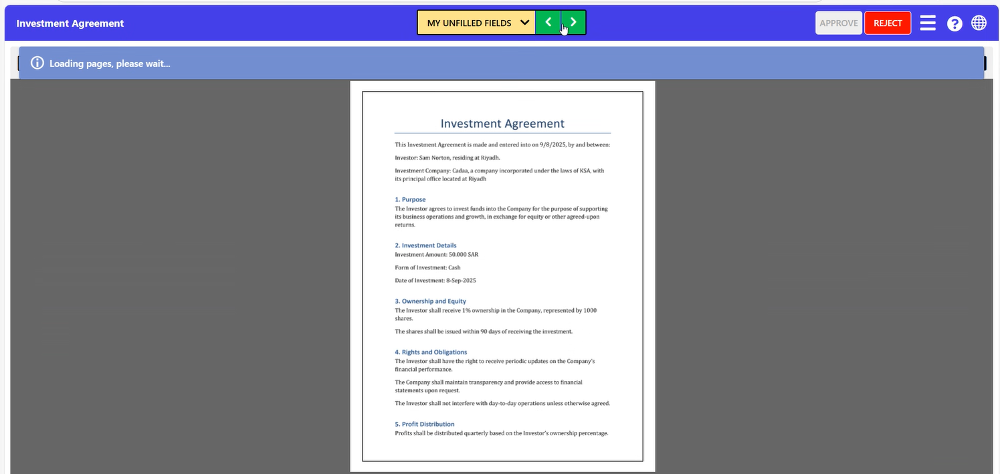 Investment Agreement
MY UNFILLED FIELDS
APPROVE
REJECT
Loading pages, please wait...
Investment Agreement
This Investment Agreement is made and entered into on 9/8/2025, by and between:
Investor: Sam Norton, residing at Riyadh.
Investment Company: Cadaa, a company incorporated under the laws of KSA, with
its principal office located at Riyadh
1. Purpose
The Investor agrees to invest funds into the Company for the purpose of supporting
its business operations and growth, in exchange for equity or other agreed-upon
returns.
2. Investment Details
Investment Amount: 50.000 SAR
Form of Investment: Cash
Date of Investment: 8-Sep-2025
3. Ownership and Equity
The Investor shall receive 1% ownership in the Company, represented by 1000
shares.
The shares shall be issued within 90 days of receiving the investment.
4. Rights and Obligations
The Investor shall have the right to receive periodic updates on the Company's
financial performance.
The Company shall maintain transparency and provide access to financial
statements upon request.
The Investor shall not interfere with day-to-day operations unless otherwise agreed.
5. Profit Distribution
Profits shall be distributed quarterly based on the Investor's ownership percentage.